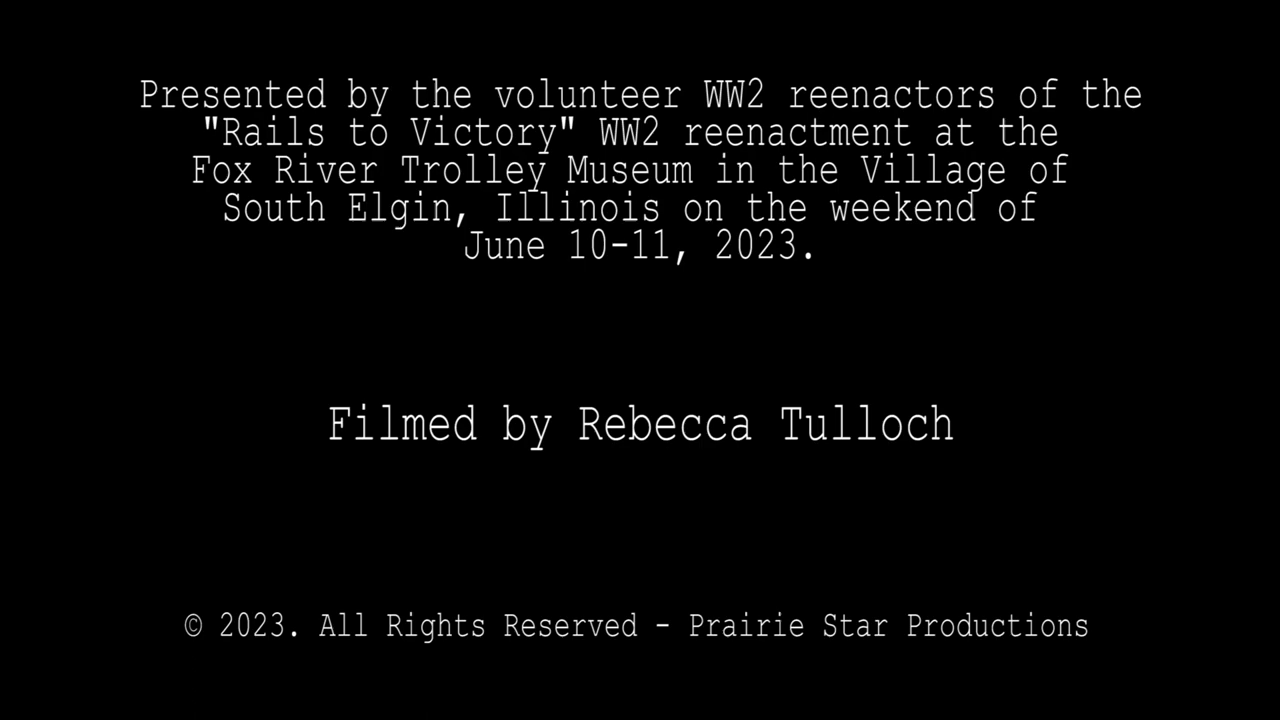 Presented by the volunteer WW2 reenactors of the
"Rails to Victory" WW2 reenactment at the
Fox River Trolley Museum in the Village of
South Elgin, Illinois on the weekend of
June 10-11, 2023.
Filmed by Rebecca Tulloch
© 2023. All Rights Reserved - Prairie Star Productions